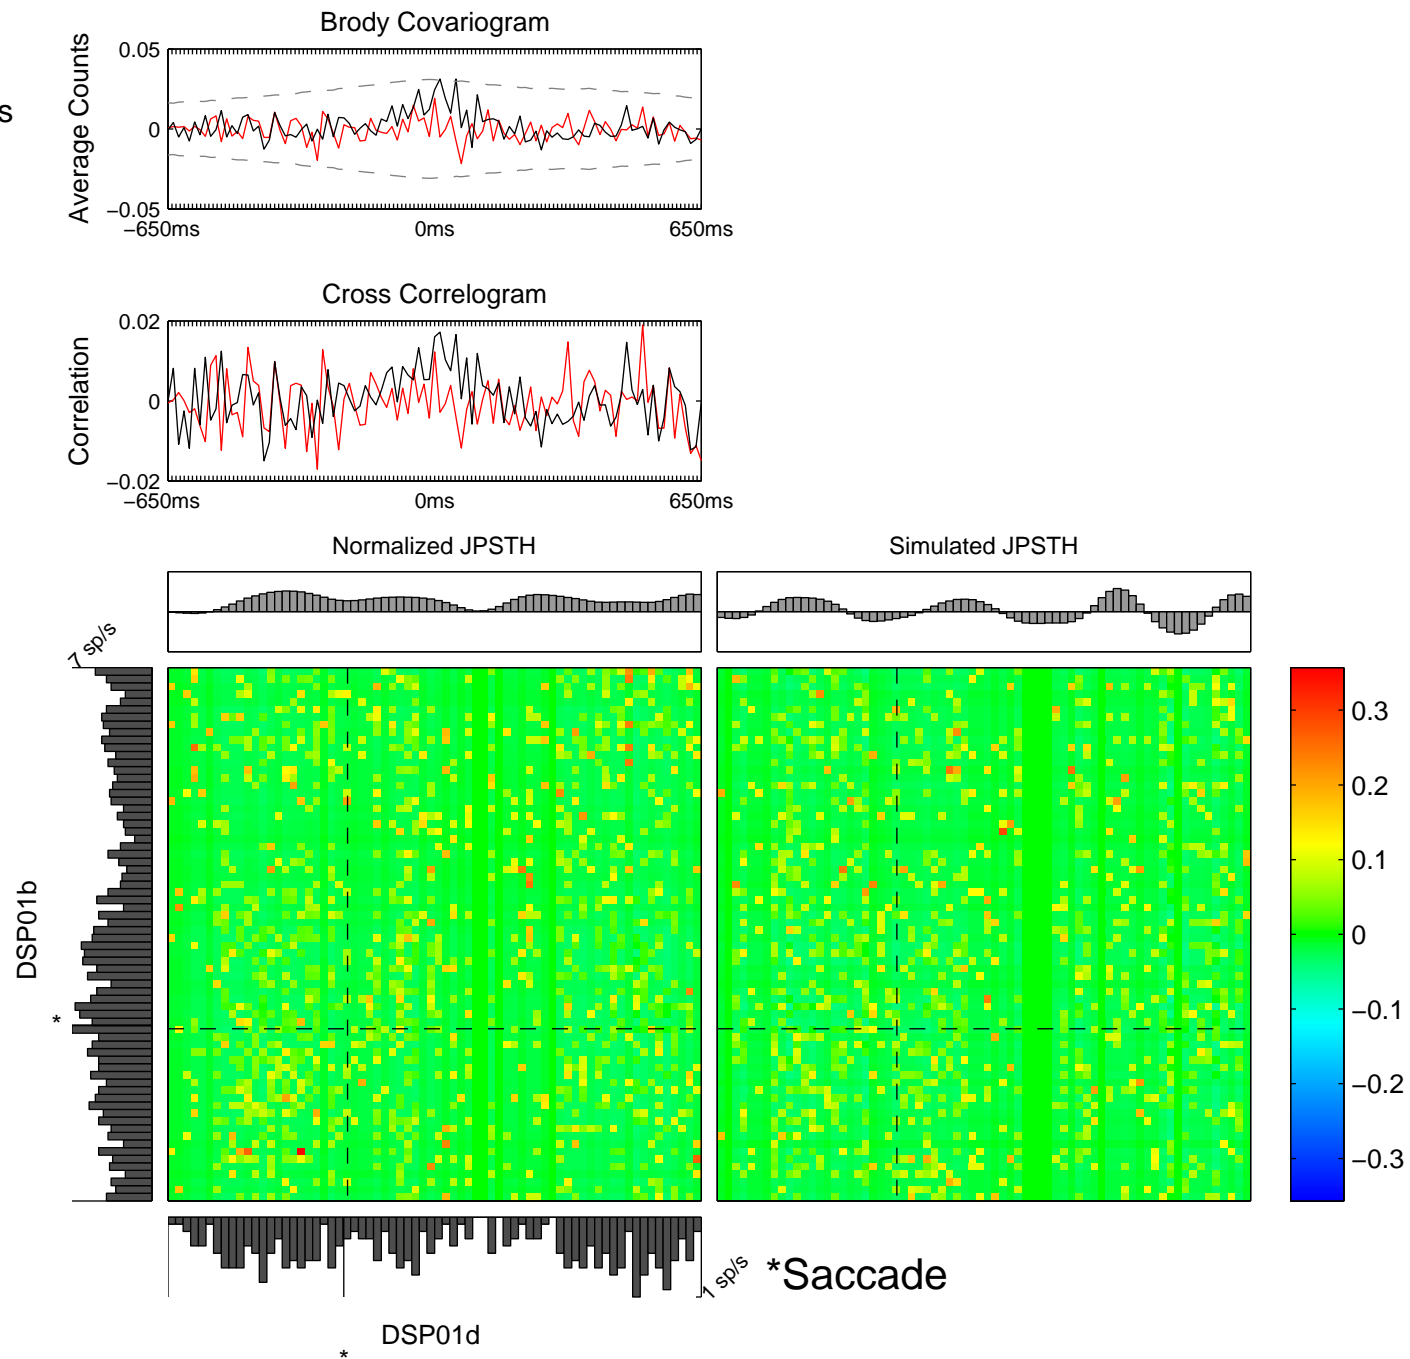 Brody Covariogram
0.05
0
−0.05
Average Counts
s
−650ms 0ms 650ms
Cross Correlogram
0.02
0
−0.02
Correlation
−650ms 0ms 650ms
Normalized JPSTH Simulated JPSTH
7 sp/s
DSP01b
*
0.3
0.2
0.1
0
−0.1
−0.2
−0.3
1 sp/s
*Saccade
DSP01d
*